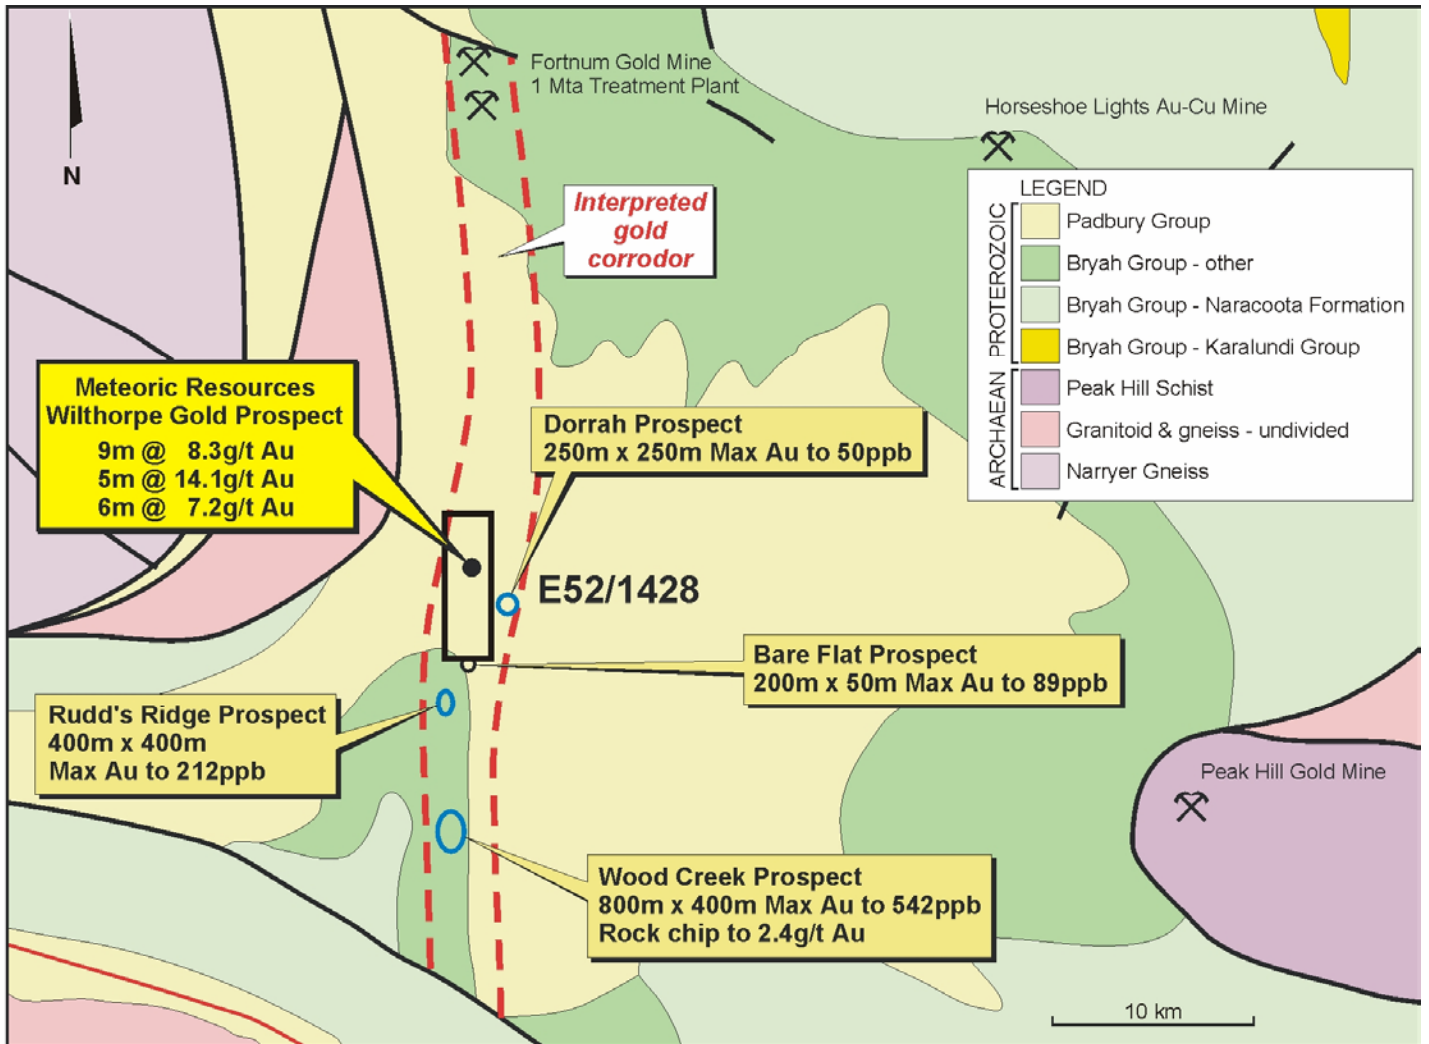 Fortnum Gold Mine
1 Mta Treatment Plant
Horseshoe Lights Au-Cu Mine
N
Interpreted
gold
corrodor
LEGEND
PROTEROZOIC
Padbury Group
Bryah Group - other
Bryah Group - Naracoota Formation
Bryah Group - Karalundi Group
ARCHAEAN
Peak Hill Schist
Granitoid & gneiss - undivided
Narryer Gneiss
Meteoric Resources
Wilthorpe Gold Prospect
9m @ 8.3g/t Au
5m @ 14.1g/t Au
6m @ 7.2g/t Au
Dorrah Prospect
250m x 250m Max Au to 50ppb
E52/1428
Bare Flat Prospect
200m x 50m Max Au to 89ppb
Rudd's Ridge Prospect
400m x 400m
Max Au to 212ppb
Peak Hill Gold Mine
Wood Creek Prospect
800m x 400m Max Au to 542ppb
Rock chip to 2.4g/t Au
10 km